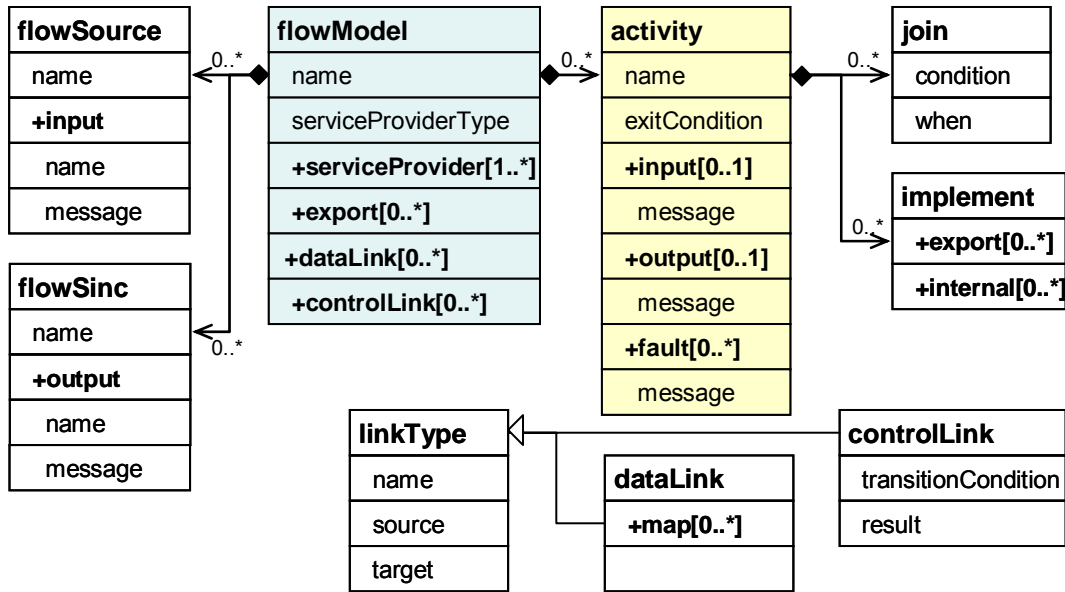 flowSource
name
+input
name
message
flowSinc
name
+output
name
message
0..*
0..*
flowModel
name
serviceProviderType
+serviceProvider[1..*]
+export[0..*]
+dataLink[0..*]
+controlLink[0..*]
0..*
activity
name
exitCondition
+input[0..1]
message
+output[0..1]
message
+fault[0..*]
message
0..*
0..*
join
condition
when
implement
+export[0..*]
+internal[0..*]
linkType
name
source
target
dataLink
+map[0..*]
controlLink
transitionCondition
result